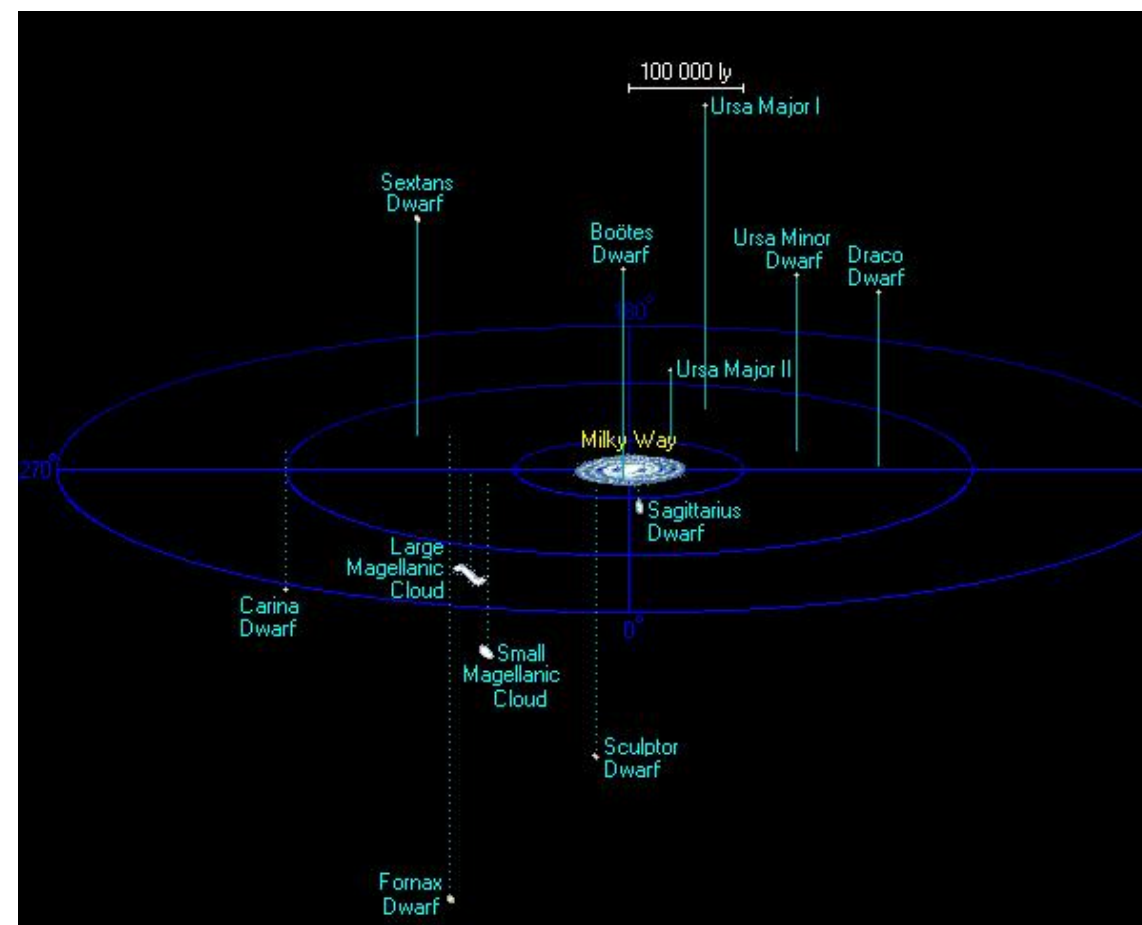 100 000 ly
Ursa Major I
Sextans
Dwarf
Boötes
Dwarf
Ursa Minor
Dwarf
Draco
Dwarf
180°
Ursa Major II
Milky Way
270°
Sagittarius
Dwarf
Large
Magellanic
Cloud
Carina
Dwarf
0°
Small
Magellanic
Cloud
Sculptor
Dwarf
Fornax
Dwarf